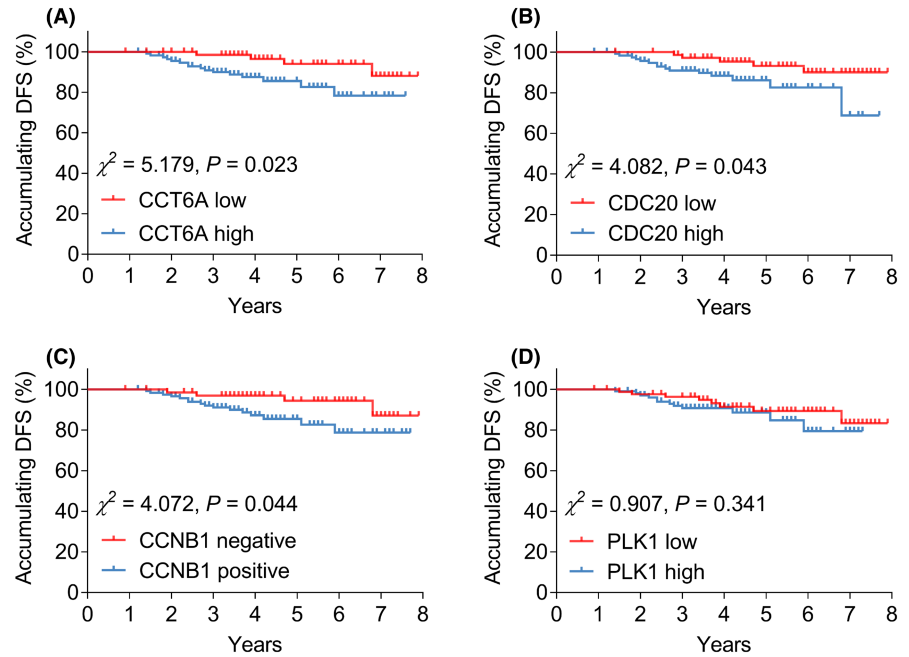 (A)
Accumulating DFS (%)
100
80
60
40
20
0
χ² = 5.179, P = 0.023
CCT6A low
CCT6A high
0 1 2 3 4 5 6 7 8
Years
(B)
Accumulating DFS (%)
100
80
60
40
20
0
χ² = 4.082, P = 0.043
CDC20 low
CDC20 high
0 1 2 3 4 5 6 7 8
Years
(C)
Accumulating DFS (%)
100
80
60
40
20
0
χ² = 4.072, P = 0.044
CCNB1 negative
CCNB1 positive
0 1 2 3 4 5 6 7 8
Years
(D)
Accumulating DFS (%)
100
80
60
40
20
0
χ² = 0.907, P = 0.341
PLK1 low
PLK1 high
0 1 2 3 4 5 6 7 8
Years